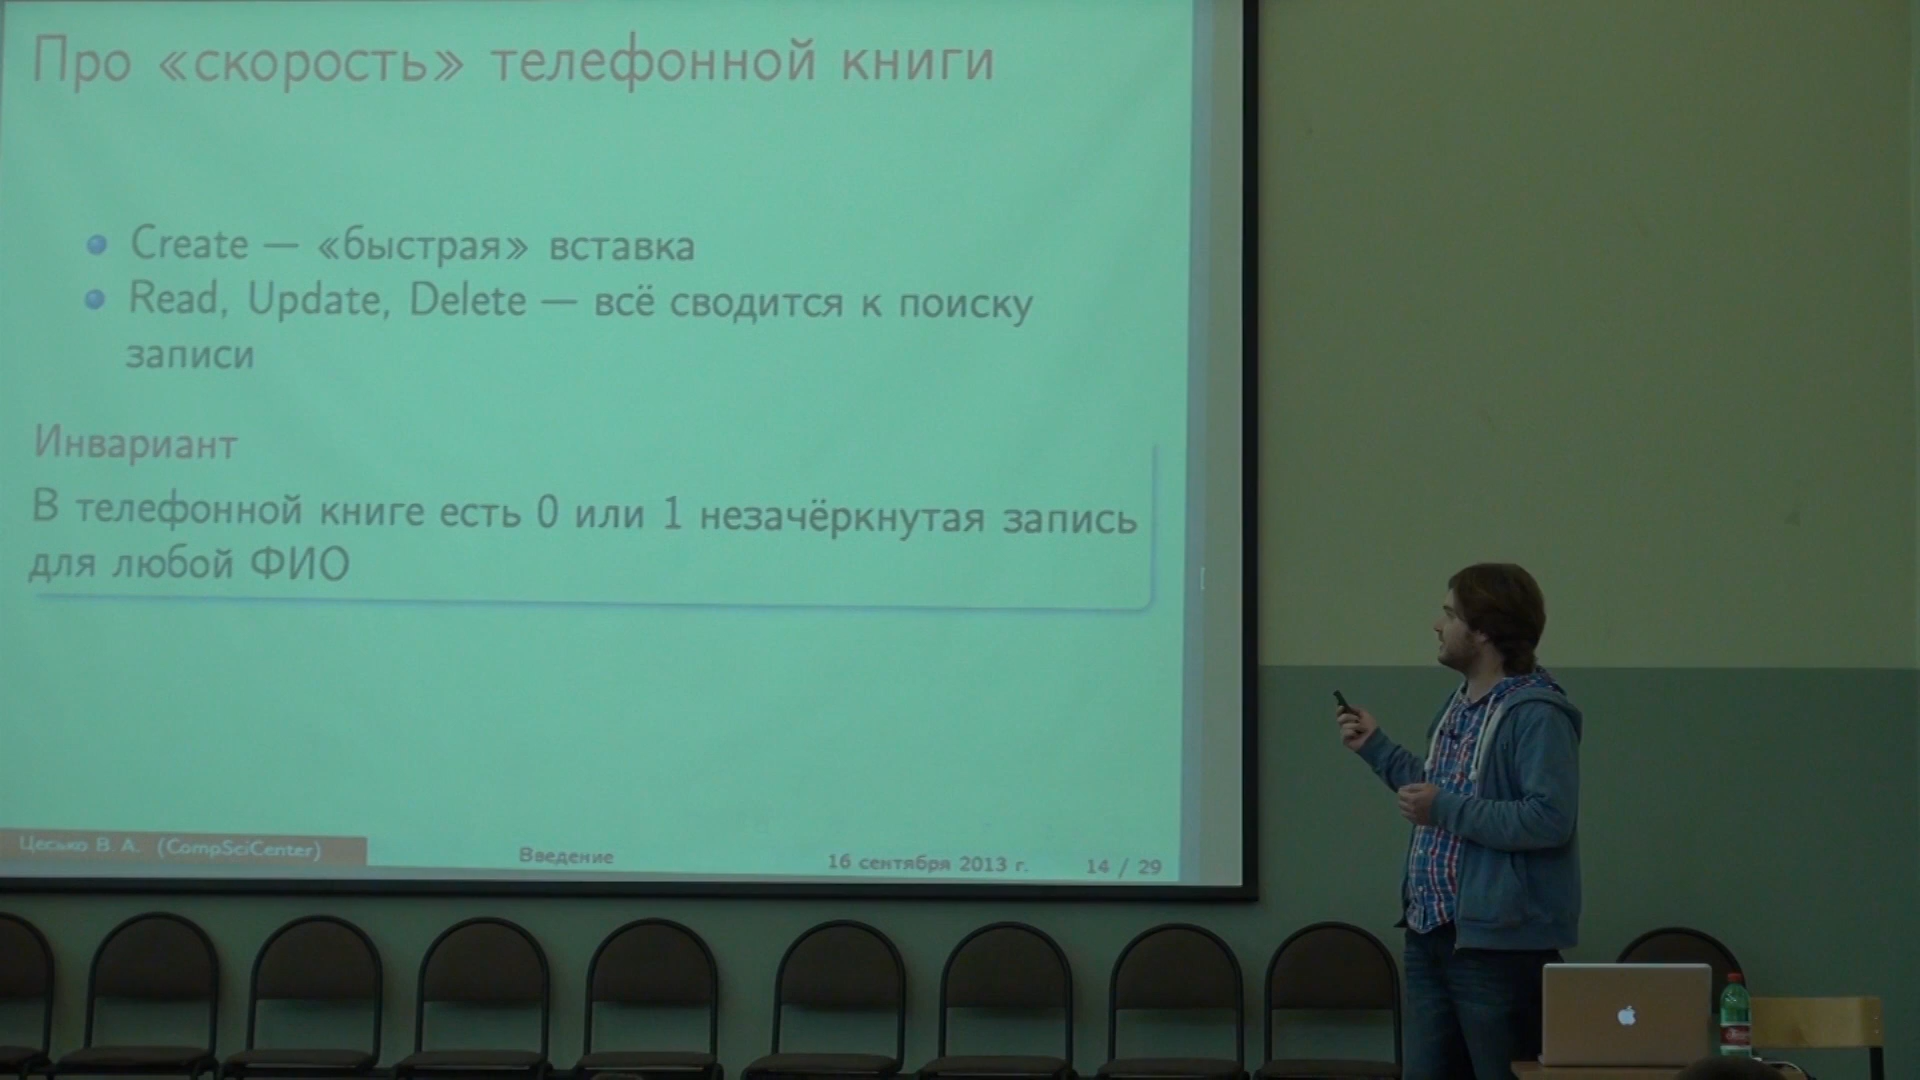 Про «скорость» телефонной книги
Create — «быстрая» вставка
Read, Update, Delete — всё сводится к поиску
записи
Инвариант
В телефонной книге есть 0 или 1 незачёркнутая запись
для любой ФИО
Цесько В. А. (CompSciCenter)
Введение
16 сентября 2013 г.
14 / 29